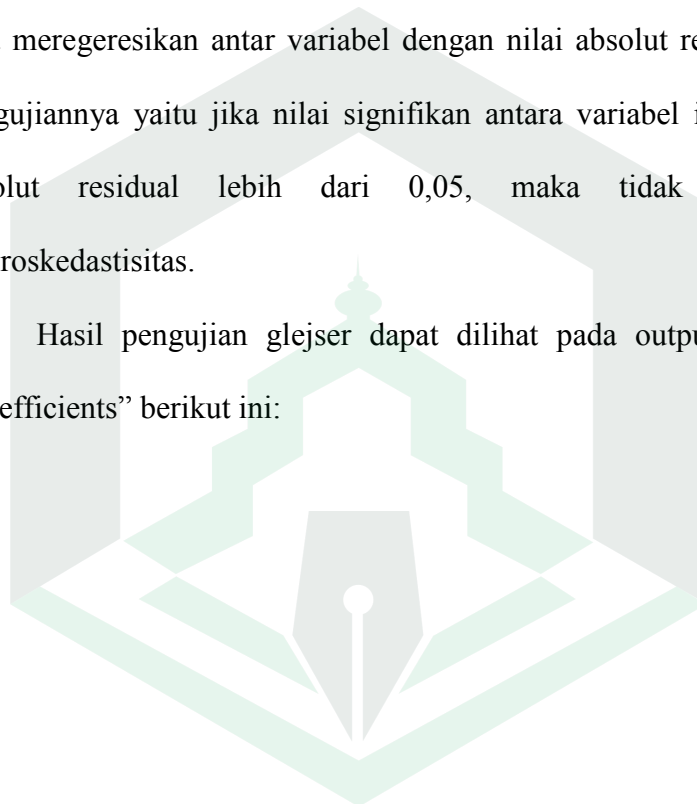 meregeresikan antar variabel dengan nilai absolut
gujiannya yaitu jika nilai signifikan antara variabel
olut residual lebih dari 0,05, maka tidak
roskedastisitas.
Hasil pengujian glejser dapat dilihat pada outpu
efficients” berikut ini: